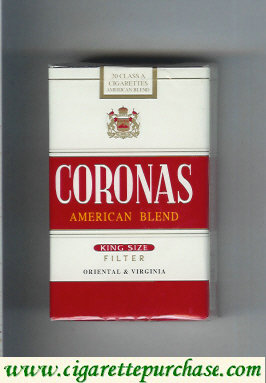 20 CLASS A
CIGARETTES
AMERICAN BLEND
CORONAS
AMERICAN BLEND
KING SIZE
FILTER
ORIENTAL & VIRGINIA
www.cigarettepurchase.com